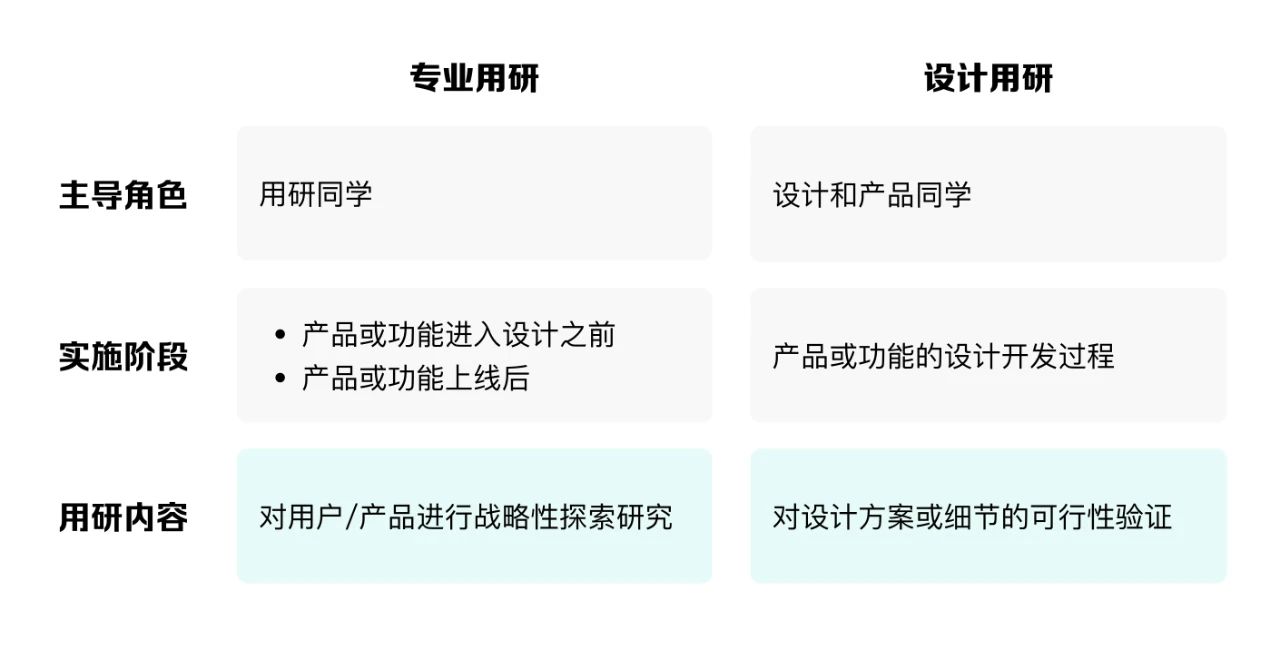 专业用研
设计用研
主导角色
用研同学
设计和产品同学
实施阶段
• 产品或功能进入设计之前
• 产品或功能上线后
产品或功能的设计开发过程
用研内容
对用户/产品进行战略性探索研究
对设计方案或细节的可行性验证